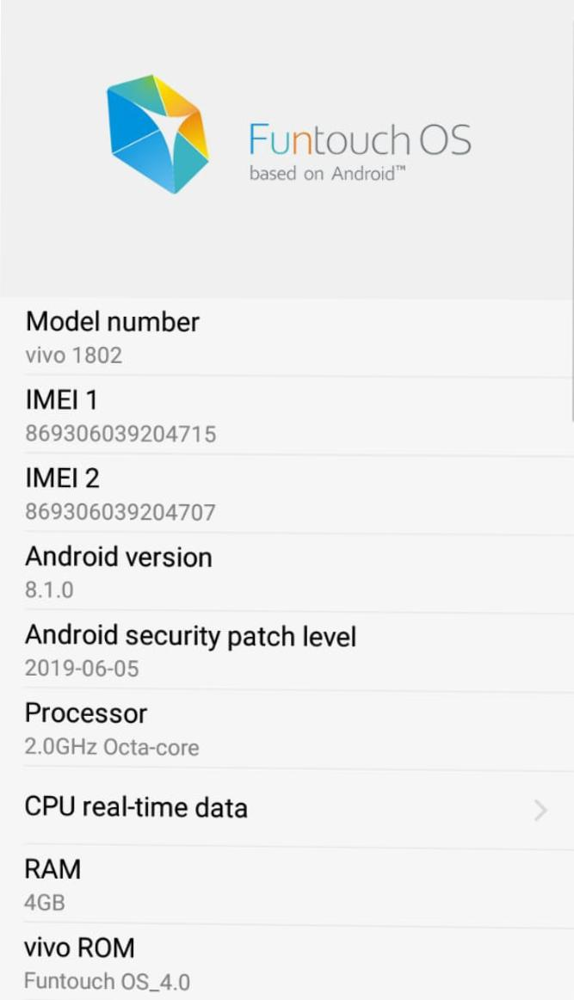 Funtouch OS
based on Android™
Model number
vivo 1802
IMEI 1
869306039204715
IMEI 2
869306039204707
Android version
8.1.0
Android security patch level
2019-06-05
Processor
2.0GHz Octa-core
CPU real-time data
RAM
4GB
vivo ROM
Funtouch OS_4.0